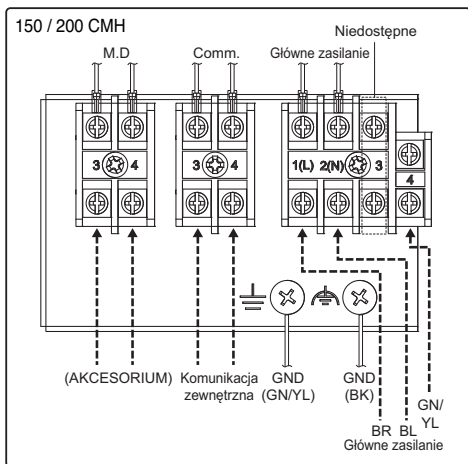 150 / 200 CMH
Niedostępne
M.D Comm. Główne zasilanie
3 4 3 4 1(L) 2(N) 3
4
(AKCESORIUM) Komunikacja zewnętrzna GND (GN/YL) GND (BK) GN/ YL
BR BL
Główne zasilanie